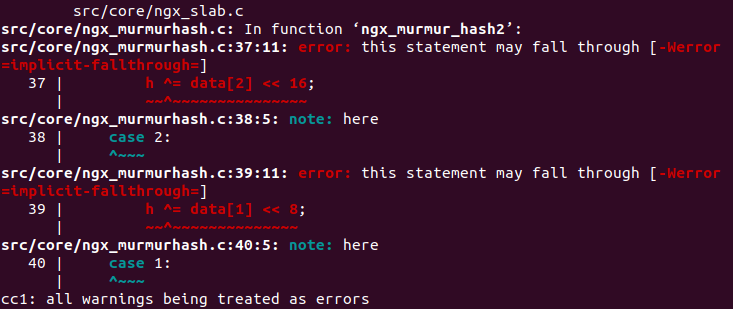 src/core/ngx_slab.c
src/core/ngx_murmurhash.c: In function ‘ngx_murmur_hash2’:
src/core/ngx_murmurhash.c:37:11: error: this statement may fall through [-Werror
=implicit-fallthrough=]
   37 |         h ^= data[2] << 16;
      |         ~~^~~~~~~~~~~~~~~~
src/core/ngx_murmurhash.c:38:5: note: here
   38 |     case 2:
      |     ^~~~
src/core/ngx_murmurhash.c:39:11: error: this statement may fall through [-Werror
=implicit-fallthrough=]
   39 |         h ^= data[1] << 8;
      |         ~~^~~~~~~~~~~~~~~
src/core/ngx_murmurhash.c:40:5: note: here
   40 |     case 1:
      |     ^~~~
cc1: all warnings being treated as errors